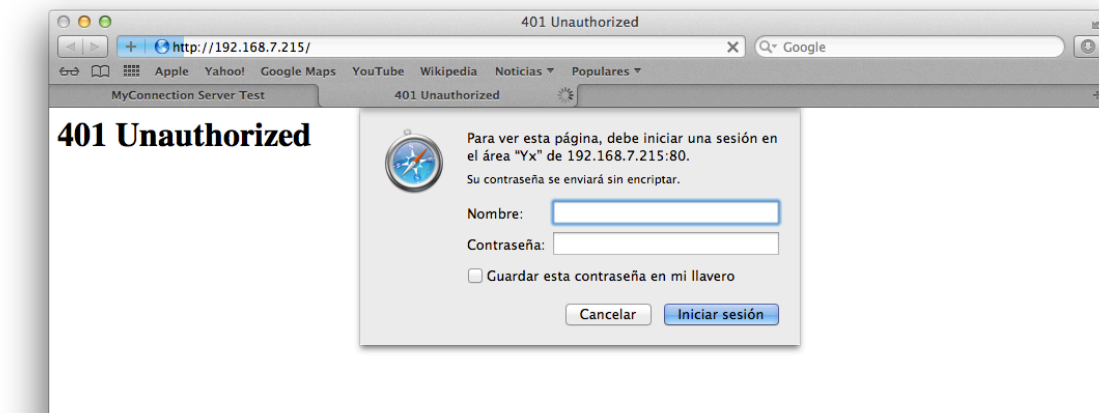 401 Unauthorized
http://192.168.7.215/
Google
Apple Yahoo! Google Maps YouTube Wikipedia Noticias Populares
MyConnection Server Test 401 Unauthorized
401 Unauthorized
Para ver esta página, debe iniciar una sesión en
el área “Yx” de 192.168.7.215:80.
Su contraseña se enviará sin encriptar.
Nombre:
Contraseña:
Guardar esta contraseña en mi llavero
Cancelar Iniciar sesión